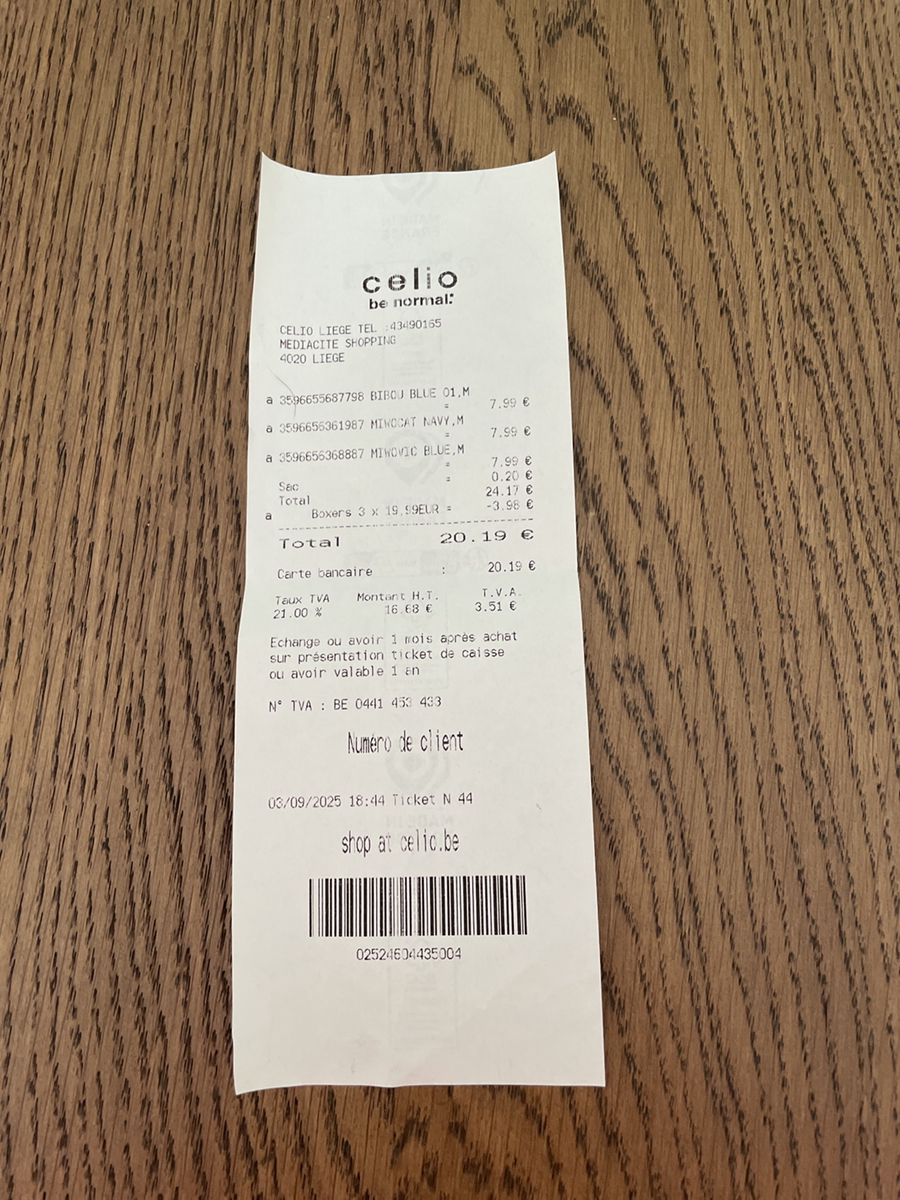 celio
be normal:
CELIO LIEGE TEL :43490165
MEDIACITE SHOPPING
4020 LIEGE
a 3596655687798 BIBOU BLUE 01,M
= 7.99 €
a 3596656361987 MIWOCAT NAVY,M
= 7.99 €
a 3596656368887 MIWOVIC BLUE,M
= 7.99 €
Sac = 0.20 €
Total 24.17 €
a Boxers 3 x 19,99EUR = -3.98 €
Total 20.19 €
Carte bancaire : 20.19 €
Taux TVA Montant H.T. T.V.A.
21.00 % 16,68 € 3.51 €
Echange ou avoir 1 mois après achat
sur présentation ticket de caisse
ou avoir valable 1 an
N° TVA : BE 0441 453 433
Numéro de client
03/09/2025 18:44 Ticket N 44
shop at celio.be
02524604435004